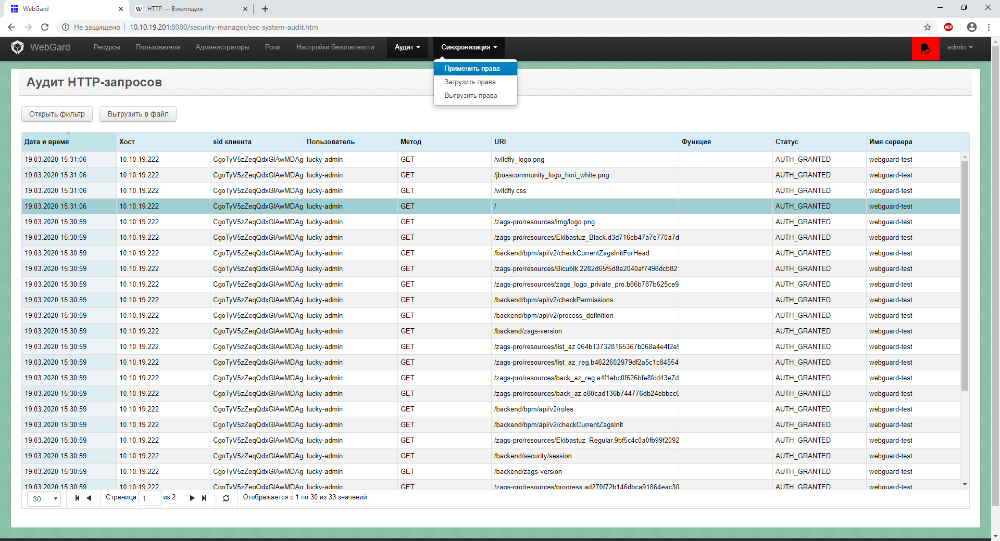 WebGard
HTTP — Википедия
Не защищено 10.10.19.201:8080/security-manager/sec-system-audit.htm
ABP
WebGard Ресурсы Пользователи Администраторы Роли Настройки безопасности Аудит Синхронизация admin
Применить права
Загрузить права
Выгрузить права
Аудит HTTP-запросов
Открыть фильтр Выгрузить в файл
Дата и время Хост sid клиента Пользователь Метод URI Функция Статус Имя сервера
19.03.2020 15:31:06 10.10.19.222 CgoTyV5zZeqQdxGlAwMDAg lucky-admin GET /wildfly_logo.png AUTH_GRANTED webguard-test
19.03.2020 15:31:06 10.10.19.222 CgoTyV5zZeqQdxGlAwMDAg lucky-admin GET /jbosscommunity_logo_hori_white.png AUTH_GRANTED webguard-test
19.03.2020 15:31:06 10.10.19.222 CgoTyV5zZeqQdxGlAwMDAg lucky-admin GET /wildfly.css AUTH_GRANTED webguard-test
19.03.2020 15:31:06 10.10.19.222 CgoTyV5zZeqQdxGlAwMDAg lucky-admin GET / AUTH_GRANTED webguard-test
19.03.2020 15:30:59 10.10.19.222 CgoTyV5zZeqQdxGlAwMDAg lucky-admin GET /zags-pro/resources/img/logo.png AUTH_GRANTED webguard-test
19.03.2020 15:30:59 10.10.19.222 CgoTyV5zZeqQdxGlAwMDAg lucky-admin GET /zags-pro/resources/Ekibastuz_Black.d3d716eb47a7e770a7d AUTH_GRANTED webguard-test
19.03.2020 15:30:59 10.10.19.222 CgoTyV5zZeqQdxGlAwMDAg lucky-admin GET /backend/bpm/api/v2/checkCurrentZagsInitForHead AUTH_GRANTED webguard-test
19.03.2020 15:30:59 10.10.19.222 CgoTyV5zZeqQdxGlAwMDAg lucky-admin GET /zags-pro/resources/Bicubik.2282d65f5d8e2040af7498dcb821 AUTH_GRANTED webguard-test
19.03.2020 15:30:59 10.10.19.222 CgoTyV5zZeqQdxGlAwMDAg lucky-admin GET /zags-pro/resources/zags_logo_private_pro.b66b787b625ce9 AUTH_GRANTED webguard-test
19.03.2020 15:30:59 10.10.19.222 CgoTyV5zZeqQdxGlAwMDAg lucky-admin GET /backend/bpm/api/v2/checkPermissions AUTH_GRANTED webguard-test
19.03.2020 15:30:59 10.10.19.222 CgoTyV5zZeqQdxGlAwMDAg lucky-admin GET /backend/bpm/api/v2/process_definition AUTH_GRANTED webguard-test
19.03.2020 15:30:59 10.10.19.222 CgoTyV5zZeqQdxGlAwMDAg lucky-admin GET /backend/zags-version AUTH_GRANTED webguard-test
19.03.2020 15:30:59 10.10.19.222 CgoTyV5zZeqQdxGlAwMDAg lucky-admin GET /zags-pro/resources/list_az.064b137328165367b068a4e4f2e9 AUTH_GRANTED webguard-test
19.03.2020 15:30:59 10.10.19.222 CgoTyV5zZeqQdxGlAwMDAg lucky-admin GET /zags-pro/resources/list_az_reg.b4622602979df2a5c1c84554 AUTH_GRANTED webguard-test
19.03.2020 15:30:59 10.10.19.222 CgoTyV5zZeqQdxGlAwMDAg lucky-admin GET /zags-pro/resources/back_az_reg.a4f1ebc0f626bfe8fcd43a7d AUTH_GRANTED webguard-test
19.03.2020 15:30:59 10.10.19.222 CgoTyV5zZeqQdxGlAwMDAg lucky-admin GET /zags-pro/resources/back_az.e80cad136b744776db24ebbcc6 AUTH_GRANTED webguard-test
19.03.2020 15:30:59 10.10.19.222 CgoTyV5zZeqQdxGlAwMDAg lucky-admin GET /backend/bpm/api/v2/roles AUTH_GRANTED webguard-test
19.03.2020 15:30:59 10.10.19.222 CgoTyV5zZeqQdxGlAwMDAg lucky-admin GET /backend/bpm/api/v2/checkCurrentZagsInit AUTH_GRANTED webguard-test
19.03.2020 15:30:59 10.10.19.222 CgoTyV5zZeqQdxGlAwMDAg lucky-admin GET /zags-pro/resources/Ekibastuz_Regular.9bf5c4c0a0fb99f2092 AUTH_GRANTED webguard-test
19.03.2020 15:30:59 10.10.19.222 CgoTyV5zZeqQdxGlAwMDAg lucky-admin GET /backend/security/session AUTH_GRANTED webguard-test
19.03.2020 15:30:59 10.10.19.222 CgoTyV5zZeqQdxGlAwMDAg lucky-admin GET /backend/zags-version AUTH_GRANTED webguard-test
19.03.2020 15:30:59 10.10.19.222 CgoTyV5zZeqQdxGlAwMDAg lucky-admin GET /zags-pro/resources/progress.ad270f72b146dbca91864eac30 AUTH_GRANTED webguard-test
30 Страница 1 из 2 Отображается с 1 по 30 из 33 значений